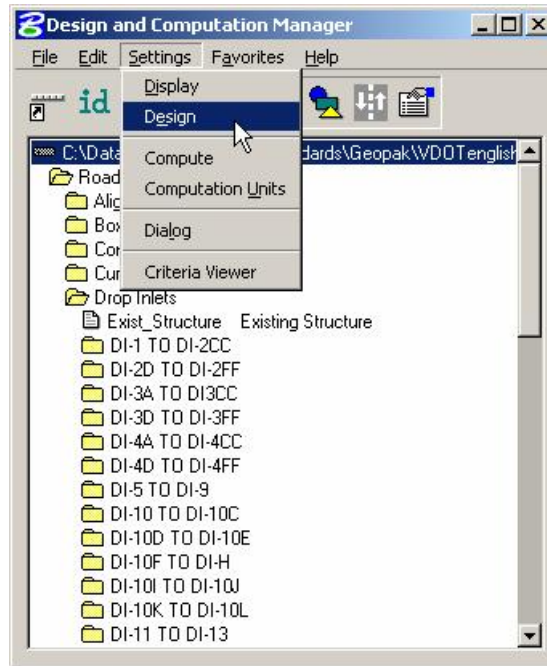 Design and Computation Manager
File Edit Settings Favorites Help
id
Display
Design
Compute
Computation Units
Dialog
Criteria Viewer
C:\Data dards\Geopak\VDOTenglish
Road
Alig
Box
Cor
Cur
Drop Inlets
Exist_Structure Existing Structure
DI-1 TO DI-2CC
DI-2D TO DI-2FF
DI-3A TO DI3CC
DI-3D TO DI-3FF
DI-4A TO DI-4CC
DI-4D TO DI-4FF
DI-5 TO DI-9
DI-10 TO DI-10C
DI-10D TO DI-10E
DI-10F TO DI-H
DI-10I TO DI-10J
DI-10K TO DI-10L
DI-11 TO DI-13